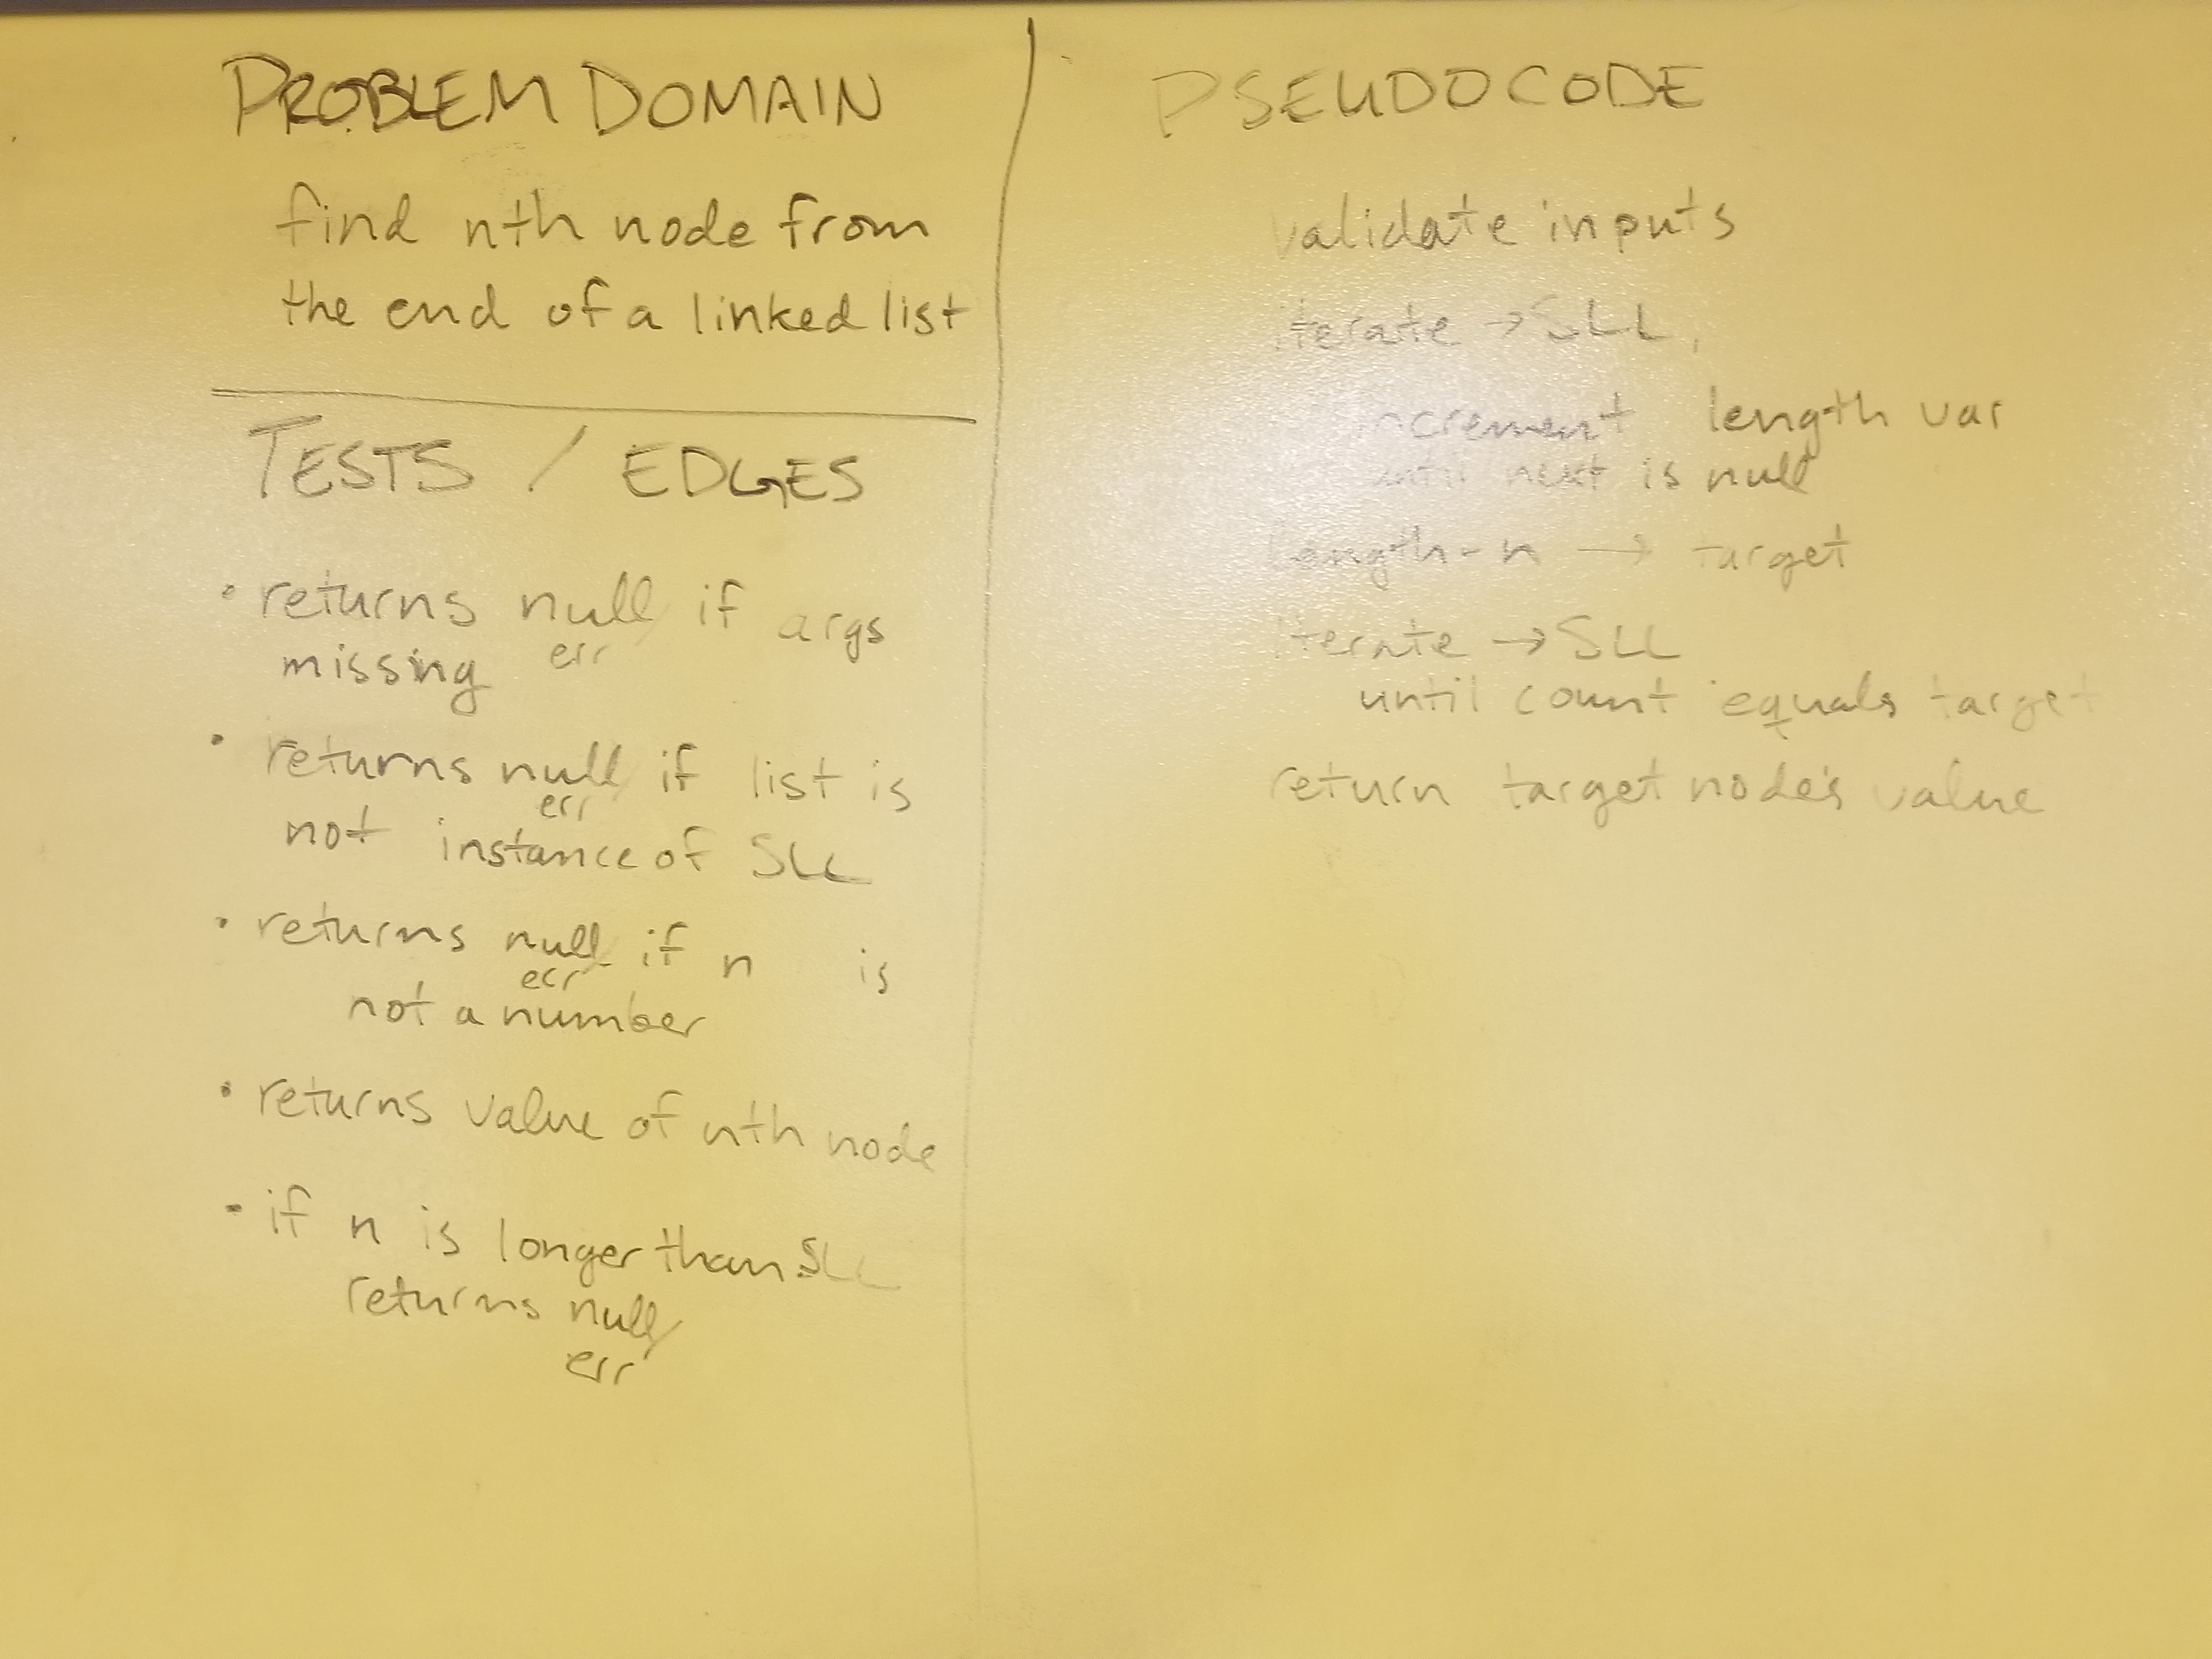 PROBLEM DOMAIN
find nth node from
the end of a linked list
TESTS / EDGES
• returns null/ if args
err
missing
• returns null/ if list is
err
not instance of SLL
• returns null/ if n is
err
not a number
• returns value of nth node
• if n is longer than SLL
returns null/
err
PSEUDOCODE
validate inputs
iterate → SLL,
increment length var
until next is null
length - n → target
iterate → SLL
until count equals target
return target node's value